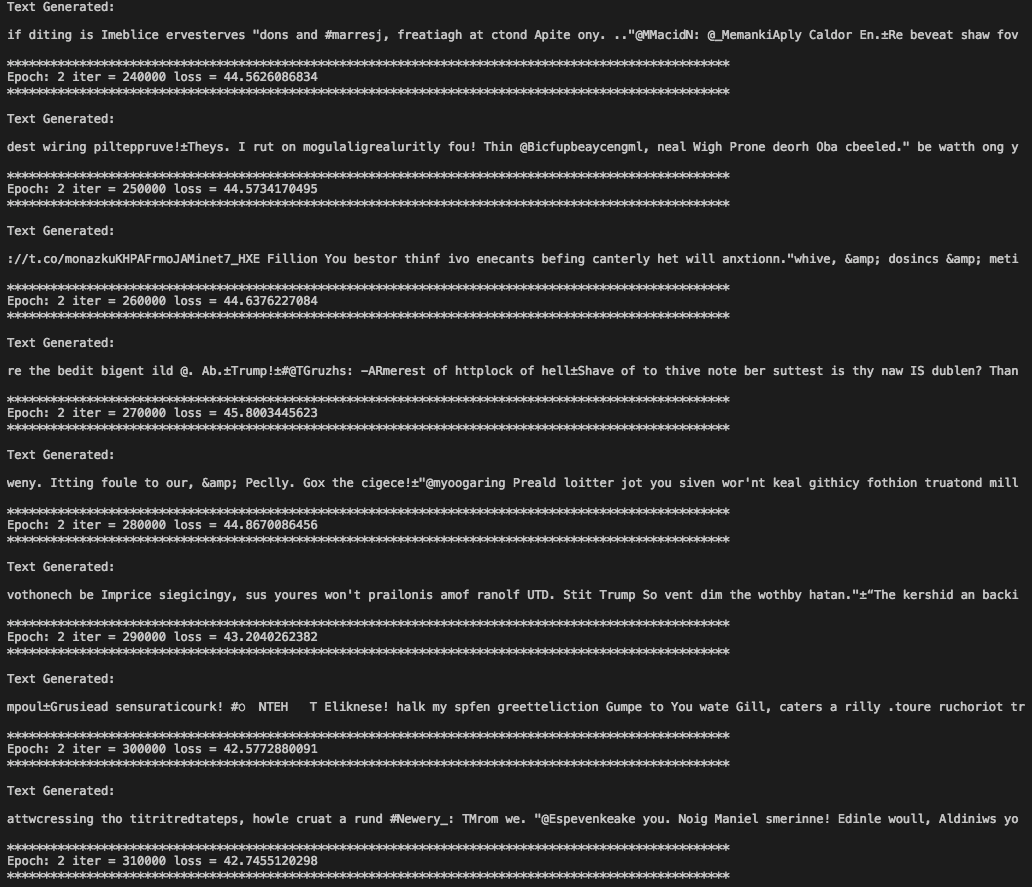 Text Generated:
if diting is Imeblice ervesterves "dons and #marresj, freatiagh at ctond Apite ony. .."@MMacidN: @_MemankiAply Caldor En.±Re beveat shaw fov
****************************************************************************************************
Epoch: 2 iter = 240000 loss = 44.5626086834
****************************************************************************************************
Text Generated:
dest wiring pilteppruve!±Theys. I rut on mogulaligrealuritly fou! Thin @Bicfupbeaycengml, neal Wigh Prone deorh Oba cbeeled." be watth ong y
****************************************************************************************************
Epoch: 2 iter = 250000 loss = 44.5734170495
****************************************************************************************************
Text Generated:
://t.co/monazkuKHPAFrmoJAMinet7_HXE Fillion You bestor thinf ivo enecants befing canterly het will anxtionn."whive, &amp; dosincs &amp; meti
****************************************************************************************************
Epoch: 2 iter = 260000 loss = 44.6376227084
****************************************************************************************************
Text Generated:
re the bedit bigent ild @. Ab.±Trump!±#@TGruzhs: -ARmerest of httplock of hell±Shave of to thive note ber suttest is thy naw IS dublen? Than
****************************************************************************************************
Epoch: 2 iter = 270000 loss = 45.8003445623
****************************************************************************************************
Text Generated:
weny. Itting foule to our, &amp; Peclly. Gox the cigece!±"@myoogaring Preald loitter jot you siven wor'nt keal githicy fothion truatond mill
****************************************************************************************************
Epoch: 2 iter = 280000 loss = 44.8670086456
****************************************************************************************************
Text Generated:
vothonech be Imprice siegicingy, sus youres won't prailonis amof ranolf UTD. Stit Trump So vent dim the wothby hatan."±“The kershid an backi
****************************************************************************************************
Epoch: 2 iter = 290000 loss = 43.2040262382
****************************************************************************************************
Text Generated:
mpoul±Grusiead sensuraticourk! #○  NTEH   T Eliknese! halk my spfen greetteliction Gumpe to You wate Gill, caters a rilly .toure ruchoriot tr
****************************************************************************************************
Epoch: 2 iter = 300000 loss = 42.5772880091
****************************************************************************************************
Text Generated:
attwcressing tho titritredtateps, howle cruat a rund #Newery_: TMrom we. "@Espevenkeake you. Noig Maniel smerinne! Edinle woull, Aldiniws yo
****************************************************************************************************
Epoch: 2 iter = 310000 loss = 42.7455120298
****************************************************************************************************